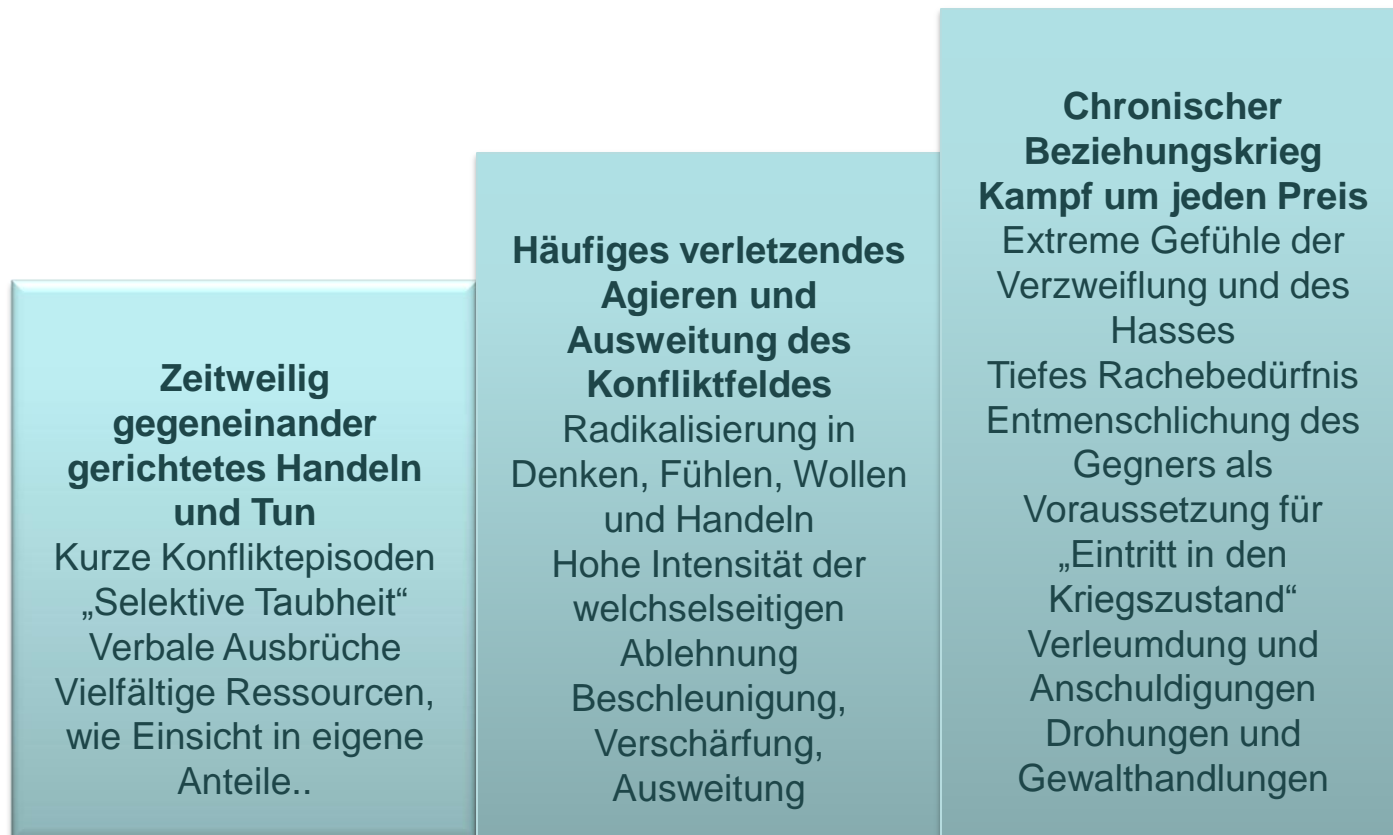 Zeitweilig
gegeneinander
gerichtetes Handeln
und Tun
Kurze Konfliktepisoden
„Selektive Taubheit“
Verbale Ausbrüche
Vielfältige Ressourcen,
wie Einsicht in eigene
Anteile..
Häufiges verletzendes
Agieren und
Ausweitung des
Konfliktfeldes
Radikalisierung in
Denken, Fühlen, Wollen
und Handeln
Hohe Intensität der
welchselseitigen
Ablehnung
Beschleunigung,
Verschärfung,
Ausweitung
Chronischer
Beziehungskrieg
Kampf um jeden Preis
Extreme Gefühle der
Verzweiflung und des
Hasses
Tiefes Rachebedürfnis
Entmenschlichung des
Gegners als
Voraussetzung für
„Eintritt in den
Kriegszustand“
Verleumdung und
Anschuldigungen
Drohungen und
Gewalthandlungen